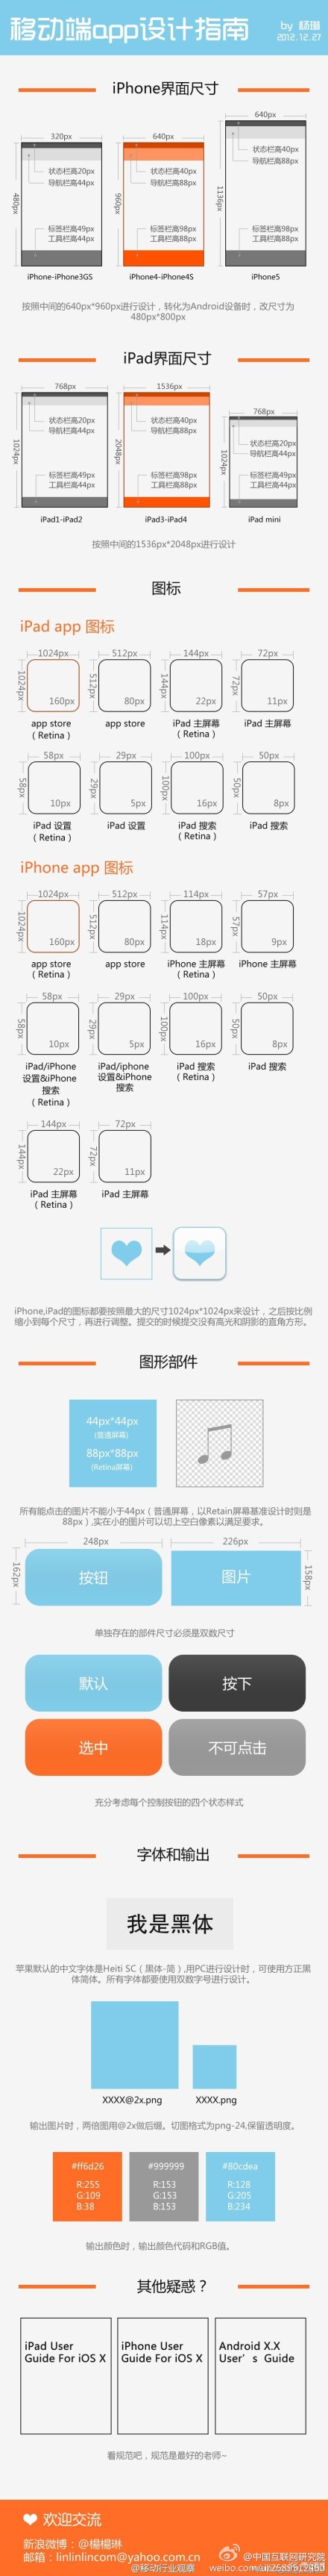 移动端app设计指南
by 杨琳
2012.12.27
iPhone界面尺寸
320px
640px
640px
480px
960px
1136px
状态栏高20px
导航栏高44px
标签栏高49px
工具栏高44px
状态栏高40px
导航栏高88px
标签栏高98px
工具栏高88px
状态栏高40px
导航栏高88px
标签栏高98px
工具栏高88px
iPhone-iPhone3GS
iPhone4-iPhone4S
iPhone5
按照中间的640px*960px进行设计，转化为Android设备时，改尺寸为
480px*800px
iPad界面尺寸
768px
1536px
768px
1024px
2048px
1024px
状态栏高20px
导航栏高44px
标签栏高49px
工具栏高44px
状态栏高40px
导航栏高88px
标签栏高98px
工具栏高88px
状态栏高20px
导航栏高44px
标签栏高49px
工具栏高44px
iPad1-iPad2
iPad3-iPad4
iPad mini
按照中间的1536px*2048px进行设计
图标
iPad app 图标
1024px
512px
144px
72px
1024px
512px
144px
72px
160px
80px
22px
11px
app store
（Retina）
app store
iPad 主屏幕
（Retina）
iPad 主屏幕
58px
29px
100px
50px
58px
29px
100px
50px
10px
5px
16px
8px
iPad 设置
（Retina）
iPad 设置
iPad 搜索
（Retina）
iPad 搜索
iPhone app 图标
1024px
512px
114px
57px
1024px
512px
114px
57px
160px
80px
18px
9px
app store
（Retina）
app store
iPhone 主屏幕
（Retina）
iPhone 主屏幕
58px
29px
100px
50px
58px
29px
100px
50px
10px
5px
16px
8px
iPad/iPhone
设置&iPhone
搜索
（Retina）
iPad/iphone
设置&iPhone
搜索
iPad 搜索
（Retina）
iPad 搜索
144px
72px
144px
72px
22px
11px
iPad 主屏幕
（Retina）
iPad 主屏幕
iPhone,iPad的图标都要按照最大的尺寸1024px*1024px来设计，之后按比例
缩小到每个尺寸，再进行调整。提交的时候提交没有高光和阴影的直角方形。
图形部件
44px*44px
(普通屏幕)
88px*88px
(Retina屏幕)
所有能点击的图片不能小于44px（普通屏幕，以Retain屏幕基准设计时则是
88px）,实在小的图片可以切上空白像素以满足要求。
248px
226px
162px
158px
按钮
图片
单独存在的部件尺寸必须是双数尺寸
默认
按下
选中
不可点击
充分考虑每个控制按钮的四个状态样式
字体和输出
我是黑体
苹果默认的中文字体是Heiti SC（黑体-简）,用PC进行设计时，可使用方正黑
体简体。所有字体都要使用双数字号进行设计。
XXXX@2x.png
XXXX.png
输出图片时，两倍图用@2x做后缀。切图格式为png-24,保留透明度。
#ff6d26
R:255
G:109
B:38
#999999
R:153
G:153
B:153
#80cdea
R:128
G:205
B:234
输出颜色时，输出颜色代码和RGB值。
其他疑惑？
iPad User
Guide For iOS X
iPhone User
Guide For iOS X
Android X.X
User’s Guide
看规范吧，规范是最好的老师~
欢迎交流
新浪微博：@楊楊琳
邮箱：linlinlincom@yahoo.com.cn
@中国互联网研究院
@移动行业观察